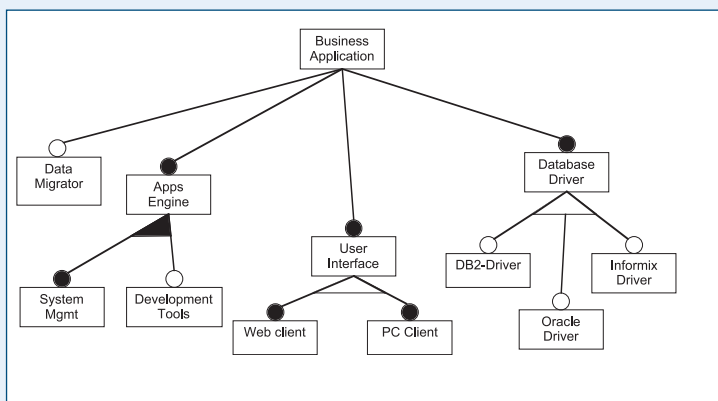 Business
Application
Data
Migrator
Apps
Engine
Database
Driver
User
Interface
DB2-Driver
Informix
Driver
System
Mgmt
Development
Tools
Web client
PC Client
Oracle
Driver